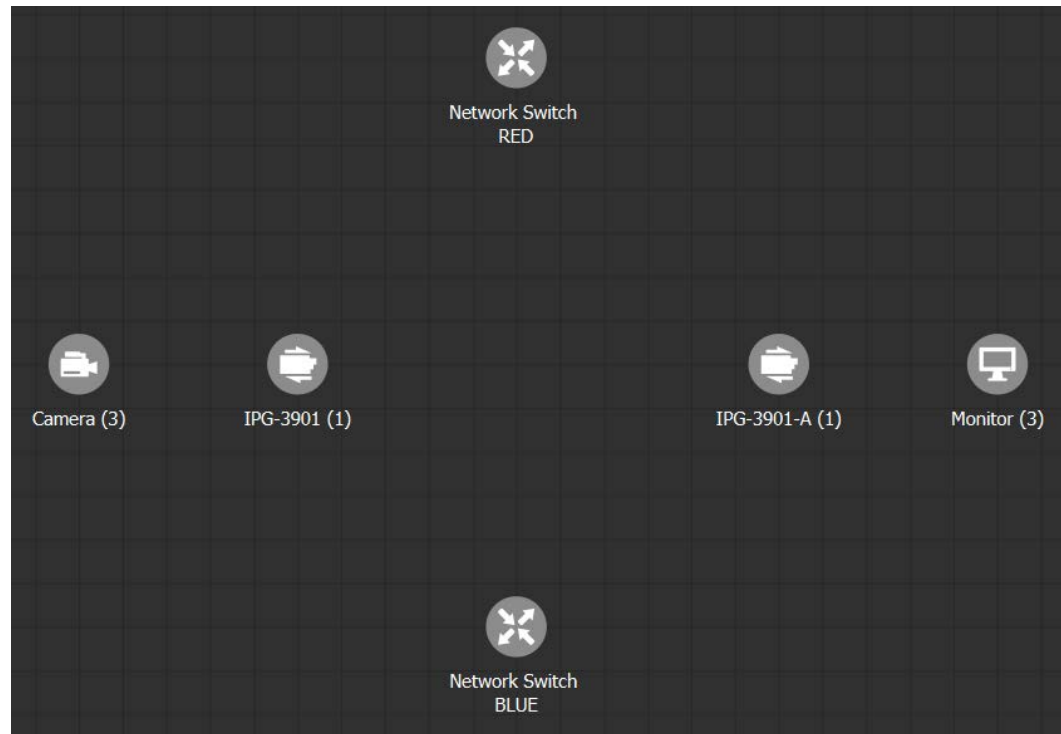 Network Switch
RED
Camera (3)
IPG-3901 (1)
IPG-3901-A (1)
Monitor (3)
Network Switch
BLUE